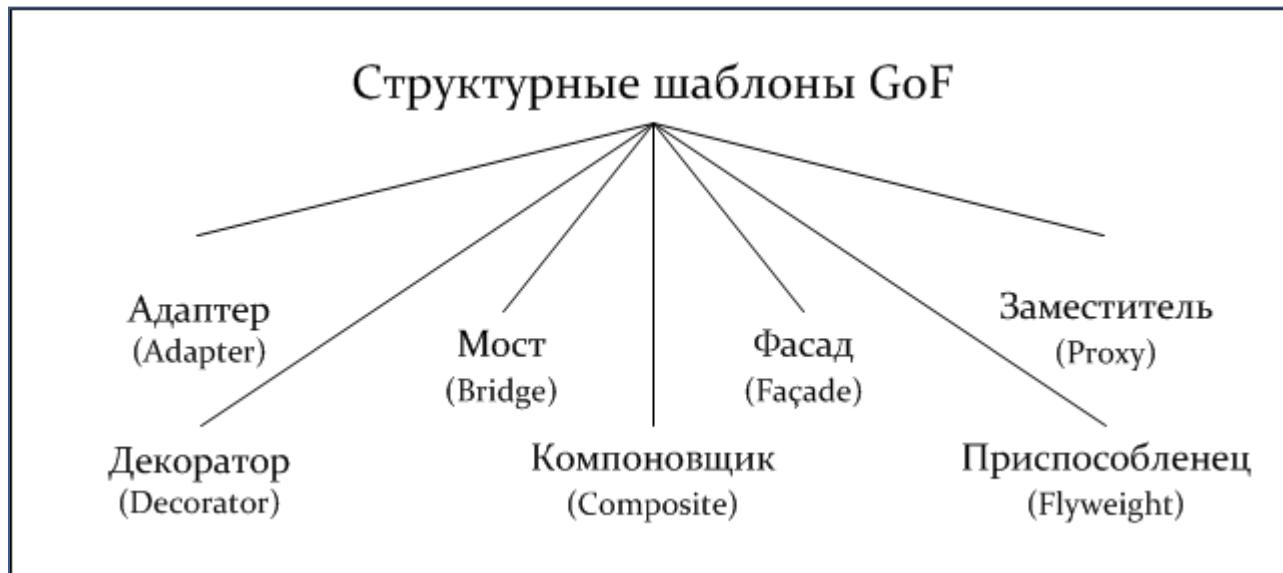 Структурные шаблоны GoF
Адаптер
(Adapter)
Мост
(Bridge)
Фасад
(Façade)
Заместитель
(Proxy)
Декоратор
(Decorator)
Компоновщик
(Composite)
Приспособленец
(Flyweight)